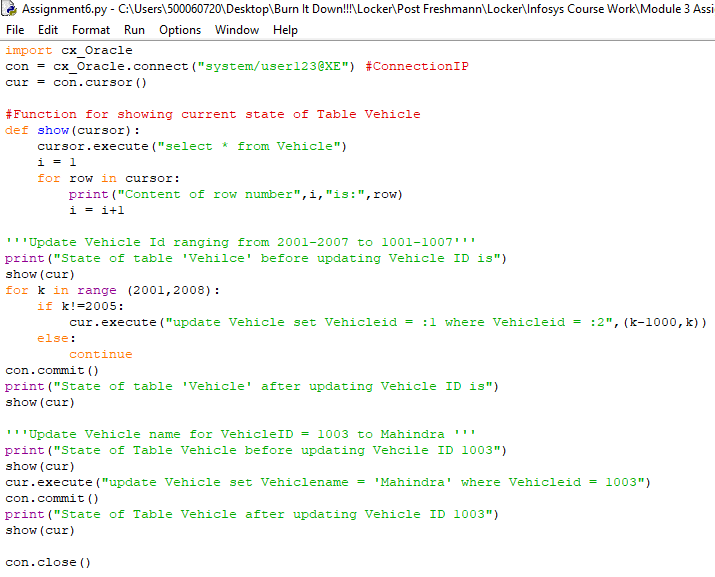 Assignment6.py - C:\Users\500060720\Desktop\Burn It Down!!!\Locker\Post Freshmann\Locker\Infosys Course Work\Module 3 Assi
File Edit Format Run Options Window Help
import cx_Oracle
con = cx_Oracle.connect("system/user123@XE") #ConnectionIP
cur = con.cursor()
#Function for showing current state of Table Vehicle
def show(cursor):
    cursor.execute("select * from Vehicle")
    i = 1
    for row in cursor:
        print("Content of row number",i,"is:",row)
        i = i+1
'''Update Vehicle Id ranging from 2001-2007 to 1001-1007'''
print("State of table 'Vehilce' before updating Vehicle ID is")
show(cur)
for k in range (2001,2008):
    if k!=2005:
        cur.execute("update Vehicle set Vehicleid = :1 where Vehicleid = :2",(k-1000,k))
    else:
        continue
con.commit()
print("State of table 'Vehicle' after updating Vehicle ID is")
show(cur)
'''Update Vehicle name for VehicleID = 1003 to Mahindra '''
print("State of Table Vehicle before updating Vehcile ID 1003")
show(cur)
cur.execute("update Vehicle set Vehiclename = 'Mahindra' where Vehicleid = 1003")
con.commit()
print("State of Table Vehicle after updating Vehicle ID 1003")
show(cur)
con.close()